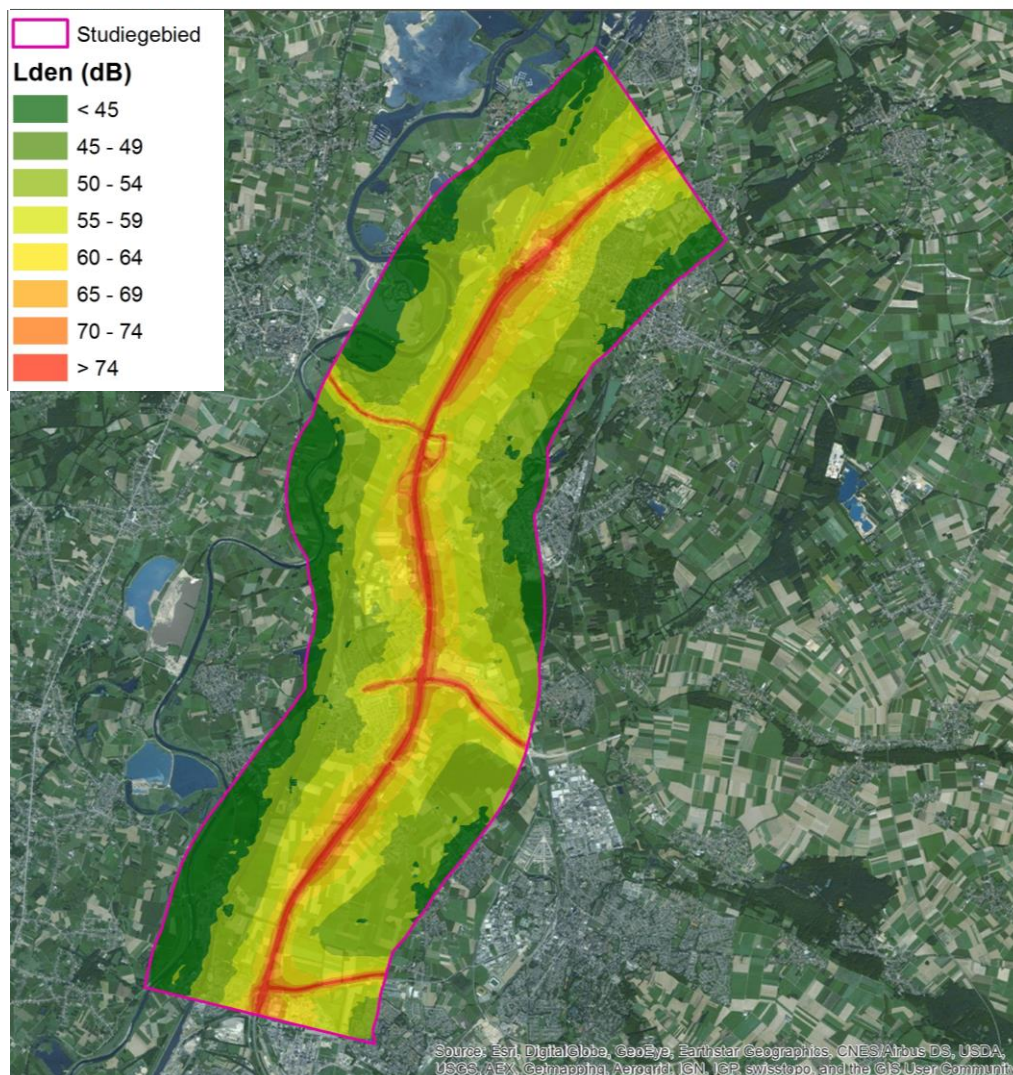 Studiegebied
Lden (dB)
< 45
45 - 49
50 - 54
55 - 59
60 - 64
65 - 69
70 - 74
> 74
Source: Esri, DigitalGlobe, GeoEye, Earthstar Geographics, CNES/Airbus DS, USDA,
USGS, AEX, Getmapping, Aerogrid, IGN, IGP, swisstopo, and the GIS User Communit